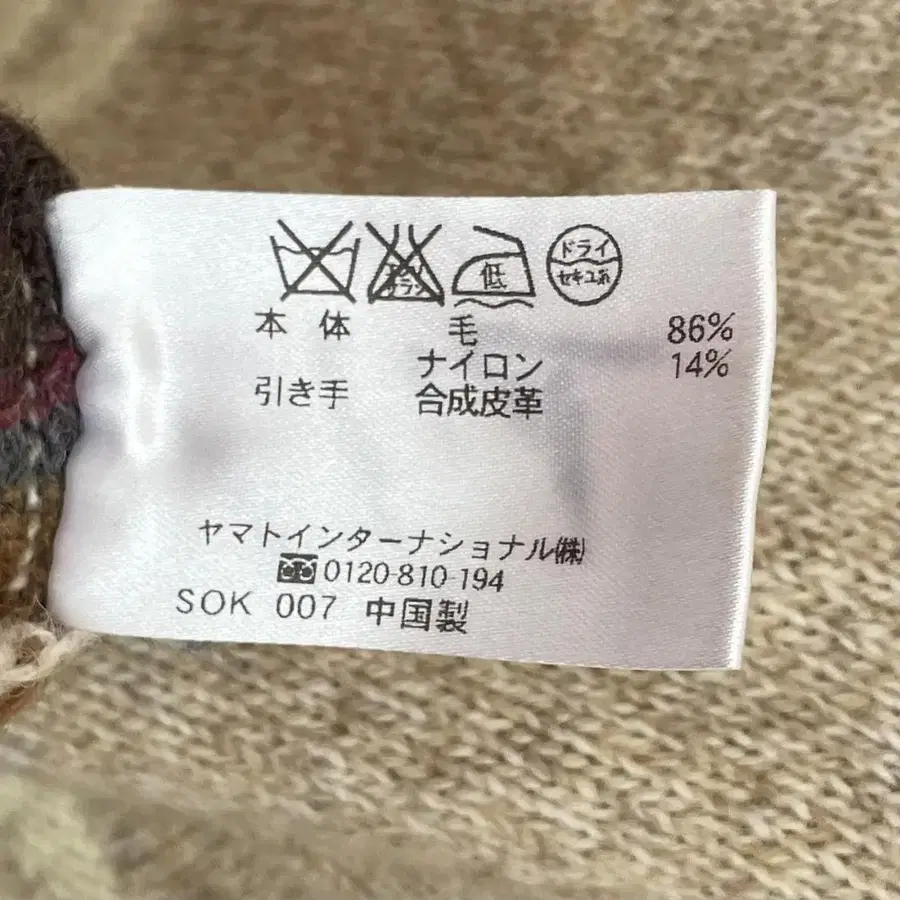 低
ドライ
セキユ系
本 体 毛 86%
ナイロン 14%
引き手 合成皮革
ヤマトインターナショナル㈱
0120-810-194
SOK 007 中国製